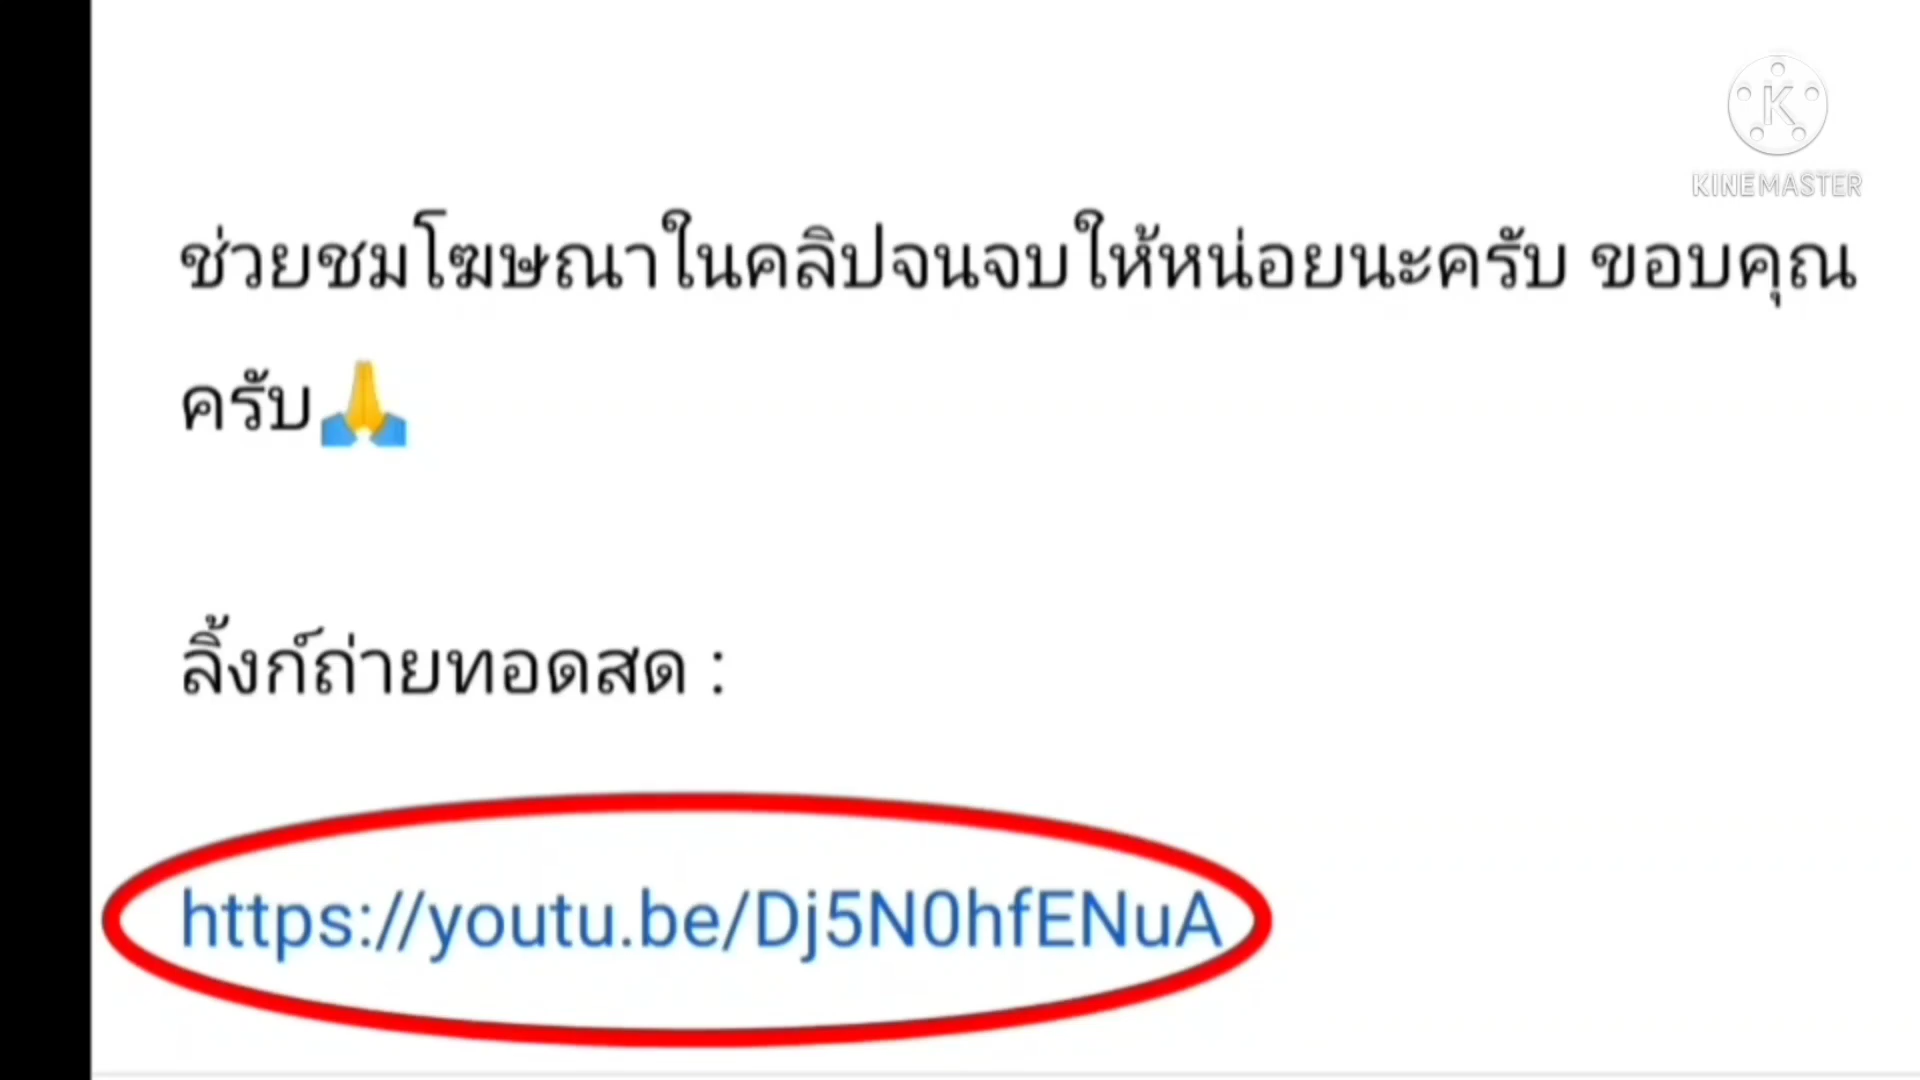 KINEMASTER
ช่วยชมโฆษณาในคลิปจนจบให้หน่อยนะครับ ขอบคุณ
ครับ🙏
ลิ้งก์ถ่ายทอดสด :
https://youtu.be/Dj5N0hfENuA